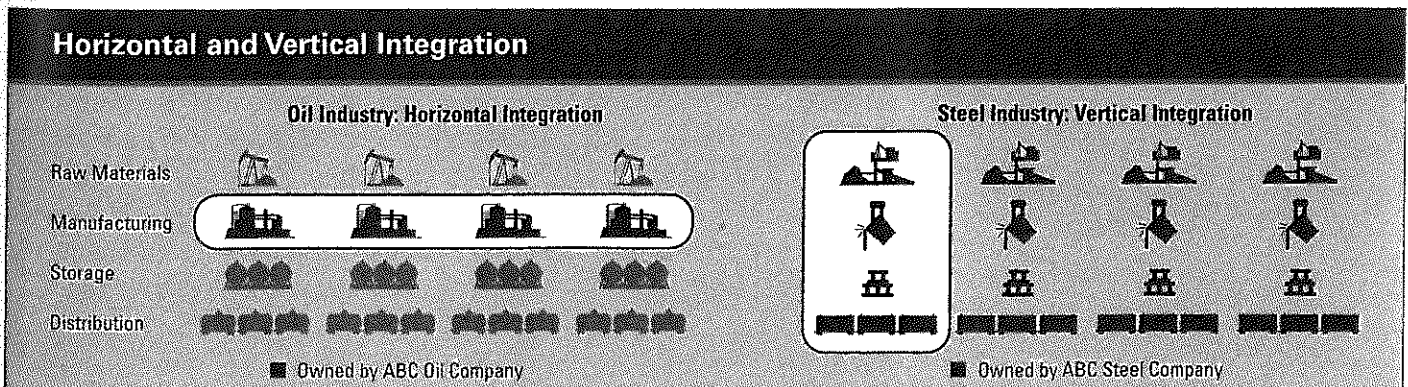 Horizontal and Vertical Integration
Oil Industry: Horizontal Integration
Steel Industry: Vertical Integration
Raw Materials
Manufacturing
Storage
Distribution
Owned by ABC Oil Company
Owned by ABC Steel Company